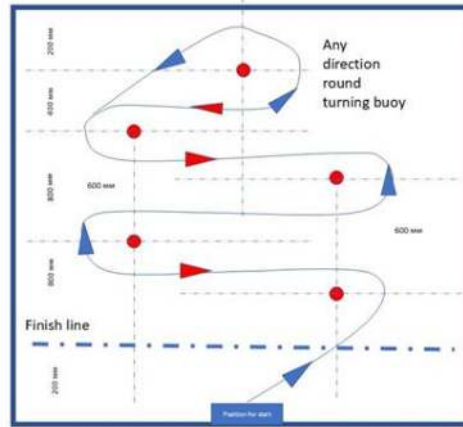 200 мм
Any
direction
round
turning buoy
400 мм
600 мм
800 мм
600 мм
800 мм
Finish line
200 мм
Position for start